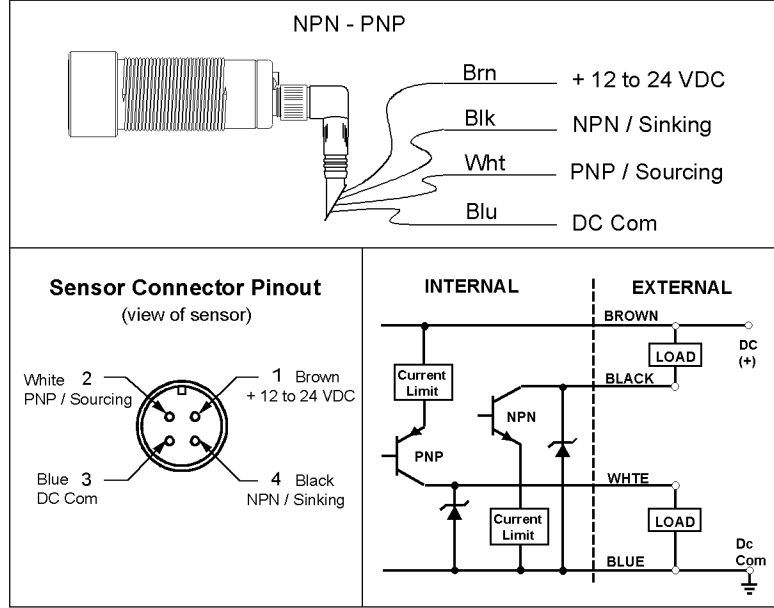 NPN - PNP
Brn
+ 12 to 24 VDC
Blk
NPN / Sinking
Wht
PNP / Sourcing
Blu
DC Com
Sensor Connector Pinout
(view of sensor)
White 2
PNP / Sourcing
1 Brown
+ 12 to 24 VDC
Blue 3
DC Com
4 Black
NPN / Sinking
INTERNAL
EXTERNAL
BROWN
DC
(+)
LOAD
Current
Limit
BLACK
NPN
PNP
WHTE
Current
Limit
LOAD
BLUE
Dc
Com